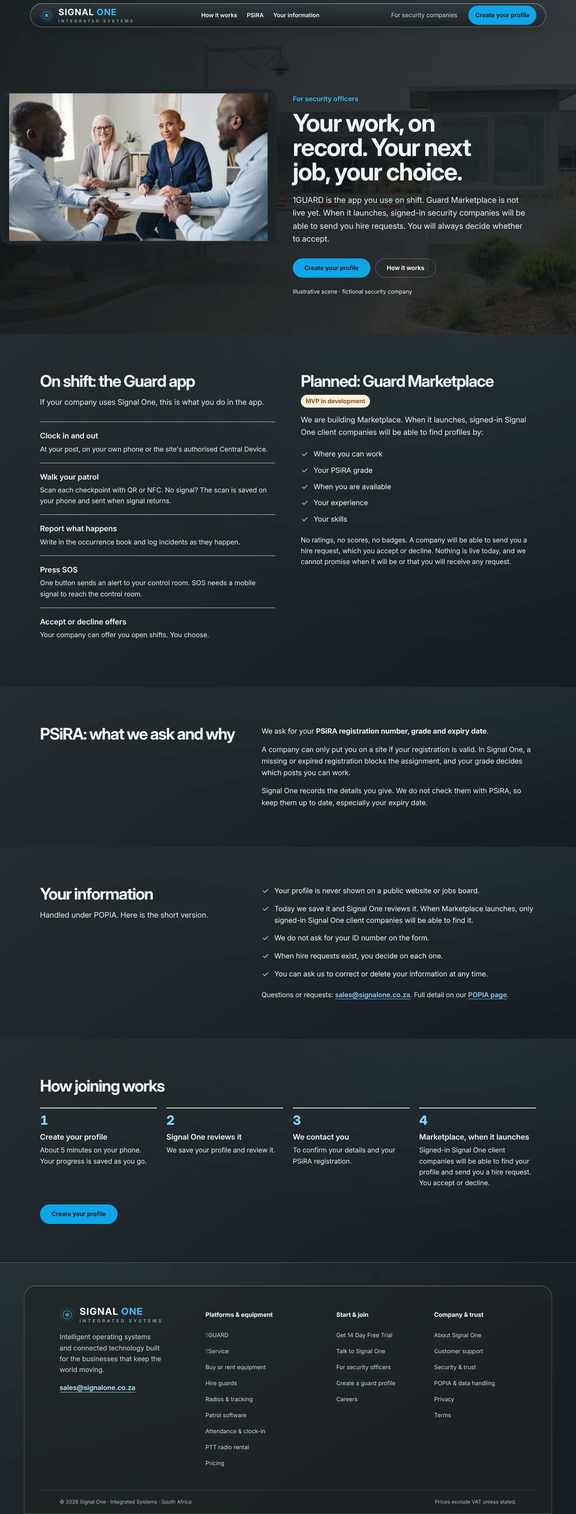 SIGNAL ONE
INTEGRATED SYSTEMS
How it works
PSiRA
Your information
For security companies
Create your profile
For security officers
Your work, on
record. Your next
job, your choice.
1GUARD is the app you use on shift. Guard Marketplace is not
live yet. When it launches, signed-in security companies will be
able to send you hire requests. You will always decide whether
to accept.
Create your profile
How it works
Illustrative scene · fictional security company
On shift: the Guard app
If your company uses Signal One, this is what you do in the app.
Clock in and out
At your post, on your own phone or the site's authorised Central Device.
Walk your patrol
Scan each checkpoint with QR or NFC. No signal? The scan is saved on
your phone and sent when signal returns.
Report what happens
Write in the occurrence book and log incidents as they happen.
Press SOS
One button sends an alert to your control room. SOS needs a mobile
signal to reach the control room.
Accept or decline offers
Your company can offer you open shifts. You choose.
Planned: Guard Marketplace
MVP in development
We are building Marketplace. When it launches, signed-in Signal
One client companies will be able to find profiles by:
Where you can work
Your PSiRA grade
When you are available
Your experience
Your skills
No ratings, no scores, no badges. A company will be able to send you a
hire request, which you accept or decline. Nothing is live today, and we
cannot promise when it will be or that you will receive any request.
PSiRA: what we ask and why
We ask for your PSiRA registration number, grade and expiry date.
A company can only put you on a site if your registration is valid. In Signal One, a
missing or expired registration blocks the assignment, and your grade decides
which posts you can work.
Signal One records the details you give. We do not check them with PSiRA, so
keep them up to date, especially your expiry date.
Your information
Handled under POPIA. Here is the short version.
Your profile is never shown on a public website or jobs board.
Today we save it and Signal One reviews it. When Marketplace launches, only
signed-in Signal One client companies will be able to find it.
We do not ask for your ID number on the form.
When hire requests exist, you decide on each one.
You can ask us to correct or delete your information at any time.
Questions or requests: sales@signalone.co.za. Full detail on our POPIA page.
How joining works
1
Create your profile
About 5 minutes on your phone.
Your progress is saved as you go.
2
Signal One reviews it
We save your profile and review it.
3
We contact you
To confirm your details and your
PSiRA registration.
4
Marketplace, when it launches
Signed-in Signal One client
companies will be able to find your
profile and send you a hire request.
You accept or decline.
Create your profile
SIGNAL ONE
INTEGRATED SYSTEMS
Intelligent operating systems
and connected technology built
for the businesses that keep the
world moving.
sales@signalone.co.za
Platforms & equipment
1GUARD
1Service
Buy or rent equipment
Hire guards
Radios & tracking
Patrol software
Attendance & clock-in
PTT radio rental
Pricing
Start & join
Get 14 Day Free Trial
Talk to Signal One
For security officers
Create a guard profile
Careers
Company & trust
About Signal One
Customer support
Security & trust
POPIA & data handling
Privacy
Terms
© 2026 Signal One · Integrated Systems · South Africa
Prices exclude VAT unless stated.